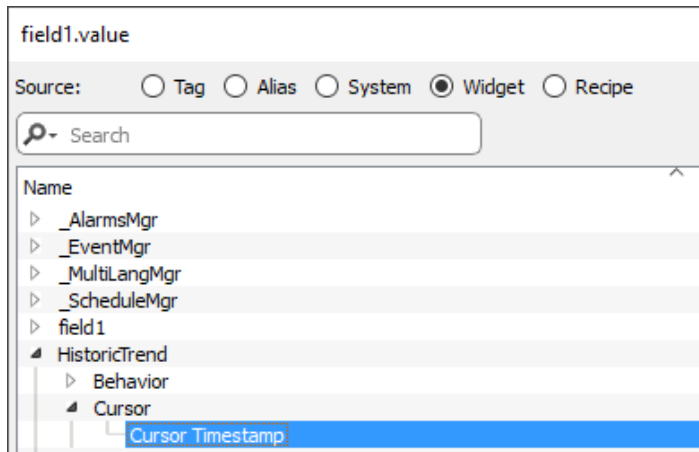 field1.value
Source: Tag Alias System Widget Recipe
Search
Name
_AlarmsMgr
_EventMgr
_MultiLangMgr
_ScheduleMgr
field1
HistoricTrend
Behavior
Cursor
Cursor Timestamp